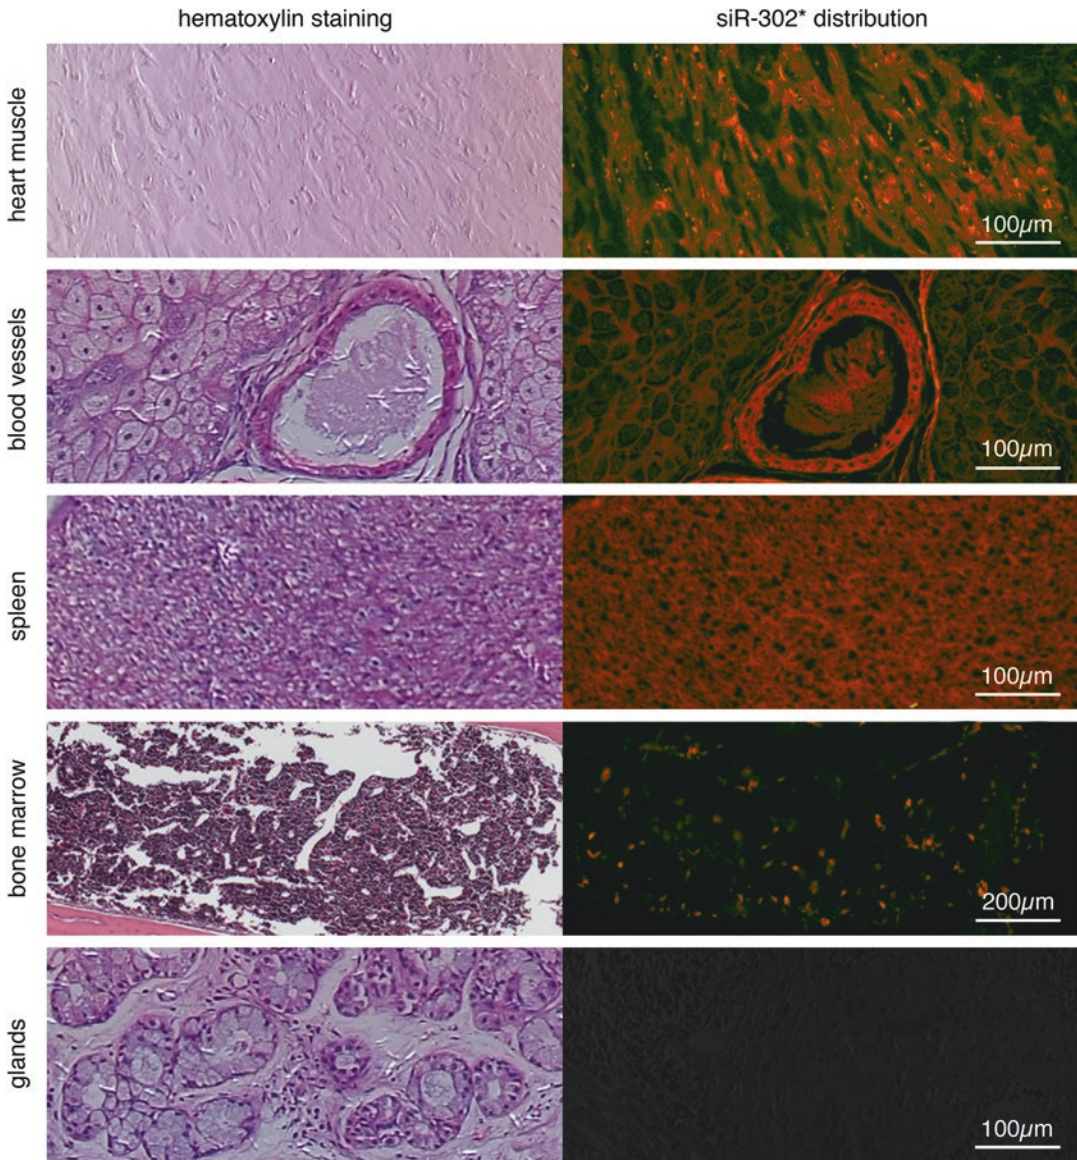 hematoxylin staining
siR-302* distribution
heart muscle
100µm
blood vessels
100µm
spleen
100µm
bone marrow
200µm
glands
100µm